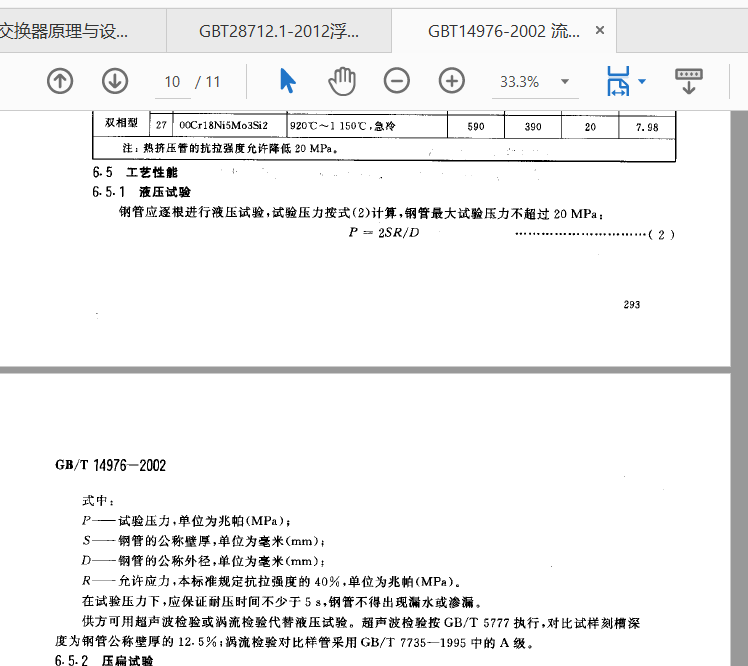 交换器原理与设...
GBT28712.1-2012浮...
GBT14976-2002 流... ×
10 / 11
33.3%
双相型 27 00Cr18Ni5Mo3Si2 920℃～1 150℃,急冷 590 390 20 7.98
注:热挤压管的抗拉强度允许降低 20 MPa。
6.5 工艺性能
6.5.1 液压试验
钢管应逐根进行液压试验,试验压力按式(2)计算,钢管最大试验压力不超过 20 MPa:
P = 2SR/D ……………………………( 2 )
293
GB/T 14976—2002
式中:
P——试验压力,单位为兆帕(MPa);
S——钢管的公称壁厚,单位为毫米(mm);
D——钢管的公称外径,单位为毫米(mm);
R——允许应力,本标准规定抗拉强度的 40%,单位为兆帕(MPa)。
在试验压力下,应保证耐压时间不少于 5 s,钢管不得出现漏水或渗漏。
供方可用超声波检验或涡流检验代替液压试验。超声波检验按 GB/T 5777 执行,对比试样刻槽深
度为钢管公称壁厚的 12.5%;涡流检验对比样管采用 GB/T 7735—1995 中的 A 级。
6.5.2 压扁试验